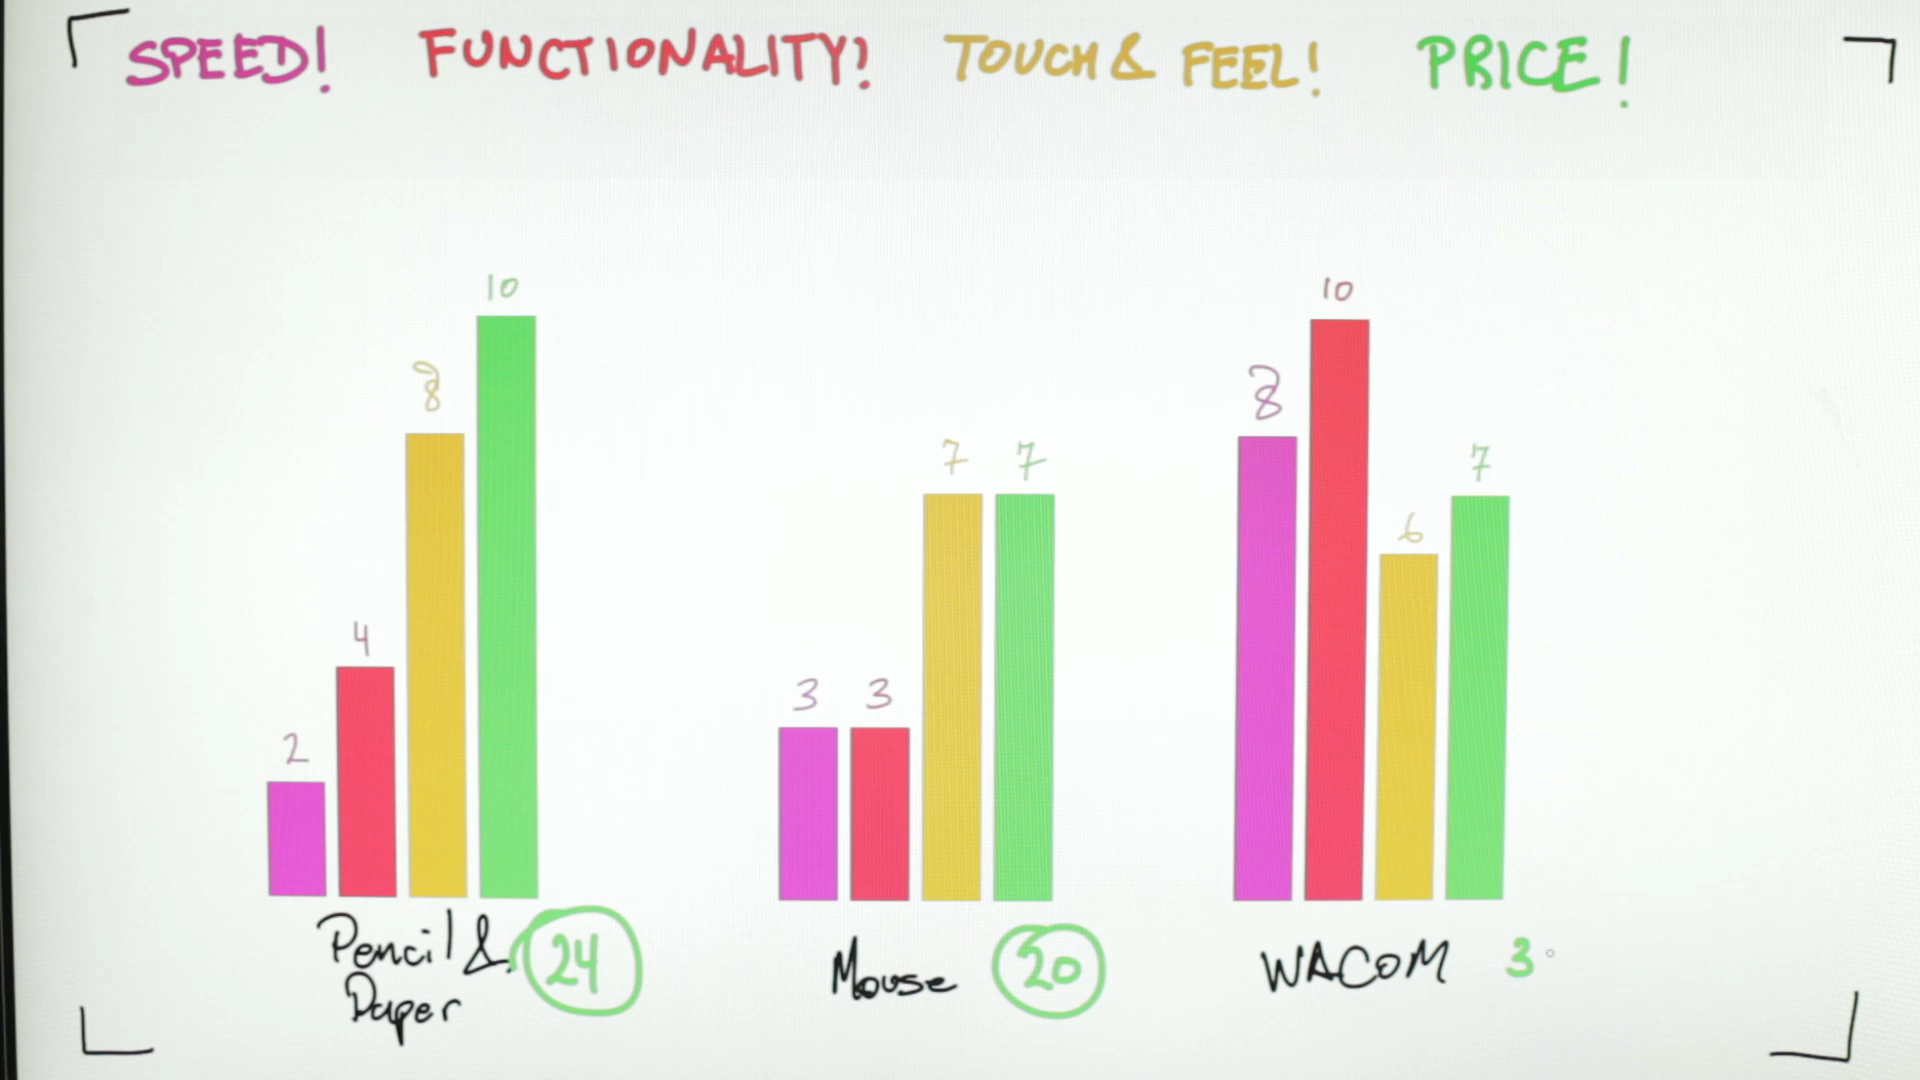 SPEED! FUNCTIONALITY! TOUCH & FEEL! PRICE!
10
10
8
8
7 7
7
6
4
3 3
2
Pencil & 24
Paper
Mouse 20
WACOM 3